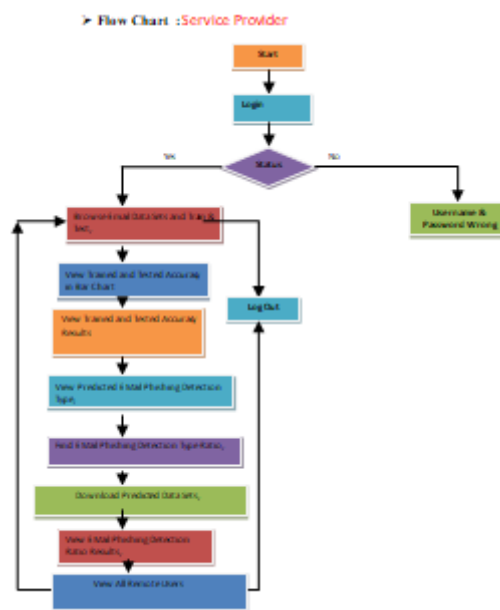 ➤ Flow Chart : Service Provider
Start
Login
Status
Yes
No
Username &
Password Wrong
Browse Email Data Sets and Train &
Test,
View Trained and Tested Accuracy
in Bar Chart
View Trained and Tested Accuracy
Results
Log Out
View Predicted E Mail Phishing Detection
Type,
Find E Mail Phishing Detection Type Ratio,
Download Predicted Data Sets,
View E Mail Phishing Detection
Ratio Results,
View All Remote Users